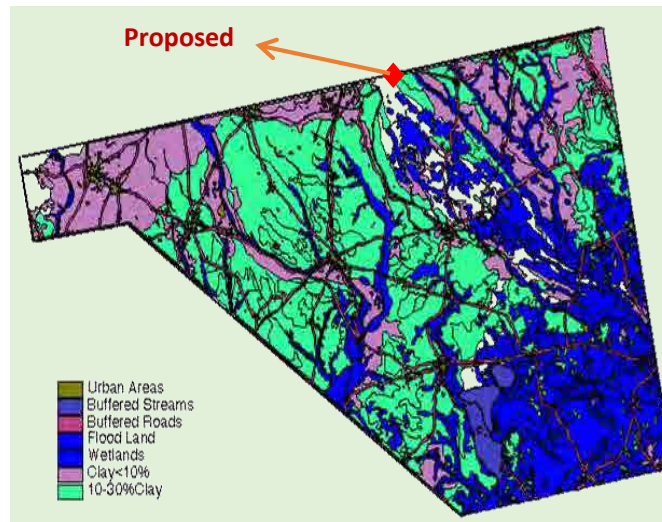 Proposed
Urban Areas
Buffered Streams
Buffered Roads
Flood Land
Wetlands
Clay<10%
10-30%Clay